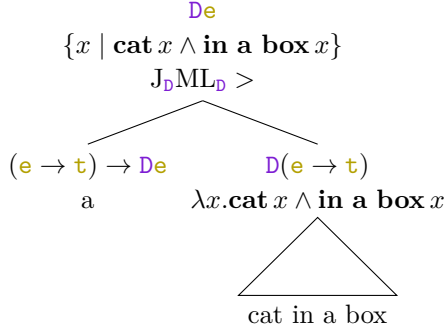 De
{x | cat x ∧ in a box x}
J_D ML_D >
(e → t) → De
D(e → t)
a
λx.cat x ∧ in a box x
cat in a box